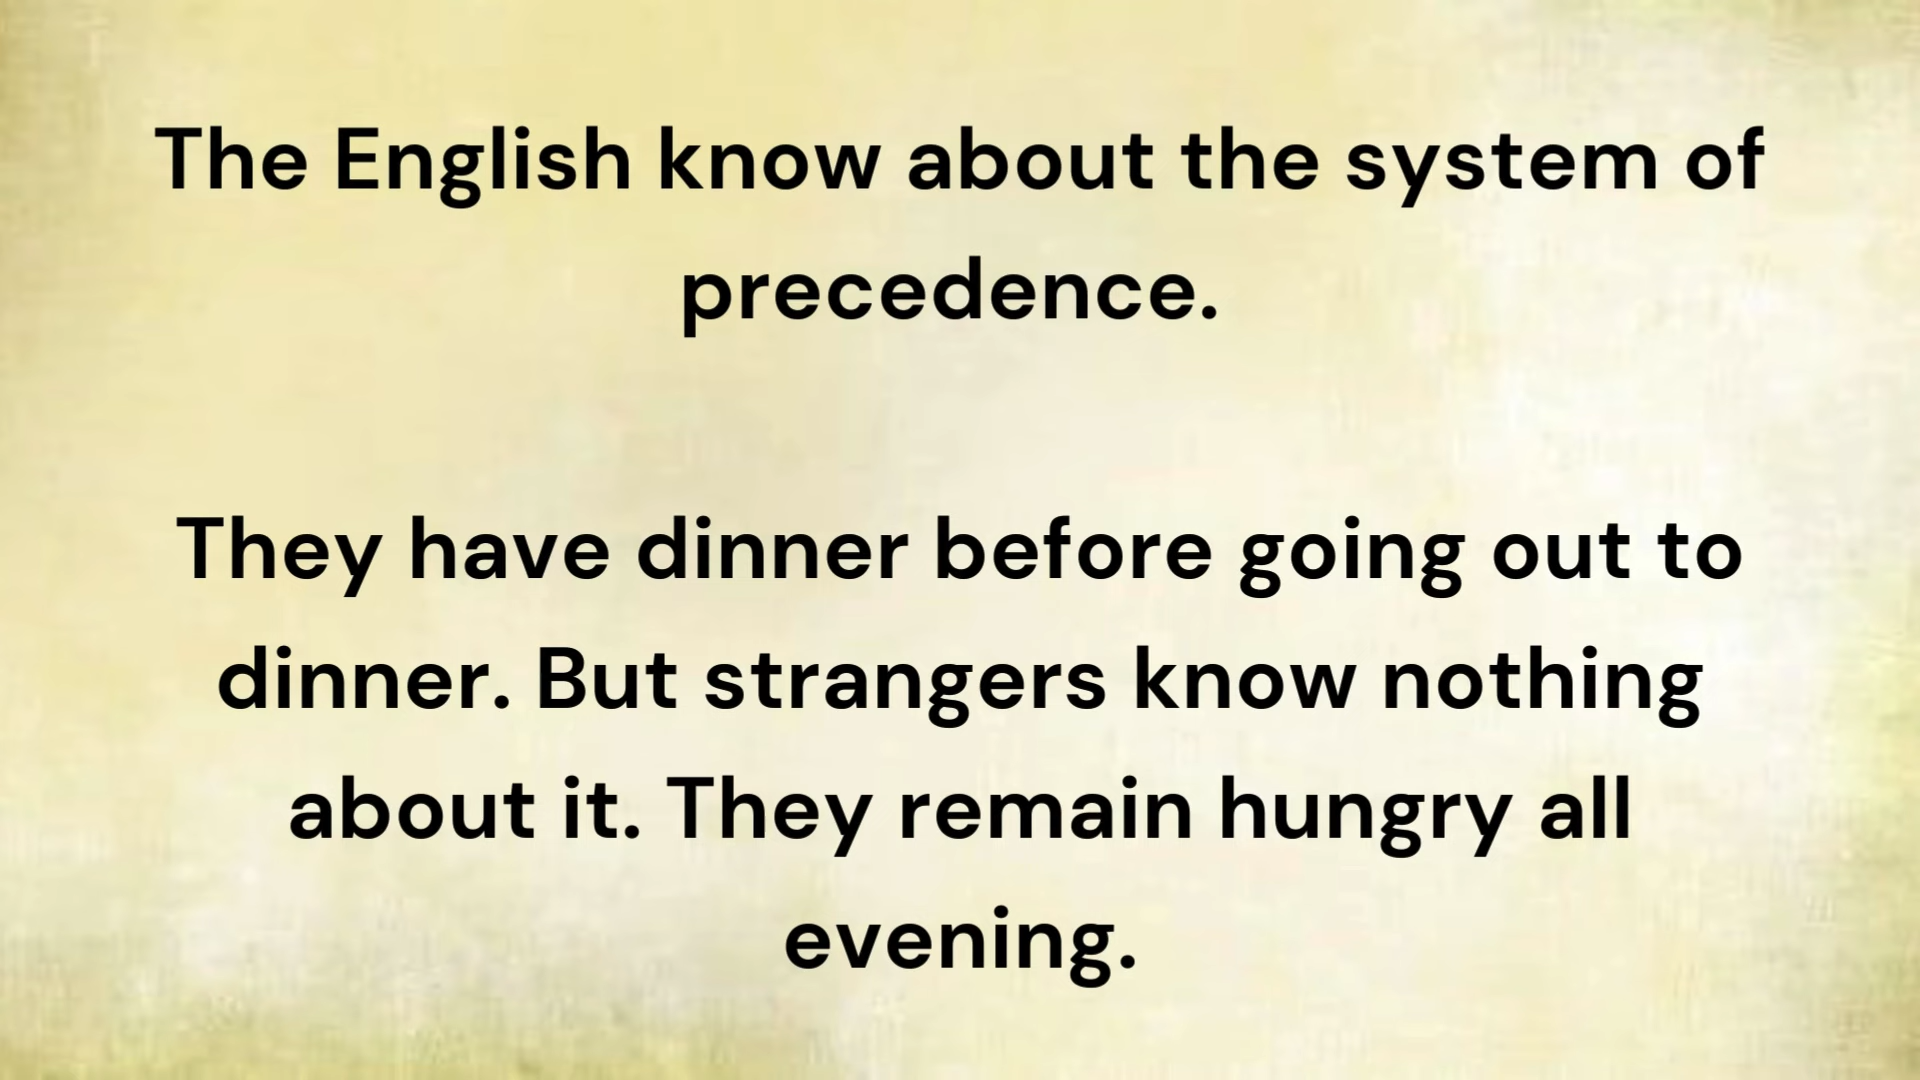 The English know about the system of
precedence.
They have dinner before going out to
dinner. But strangers know nothing
about it. They remain hungry all
evening.